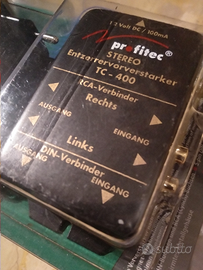 12 Volt DC / 100mA
profitec®
STEREO
Entzerrervorverstärker
TC - 400
RCA-Verbinder
Rechts
AUSGANG
EINGANG
Links
AUSGANG
DIN-Verbinder
EINGANG
subito